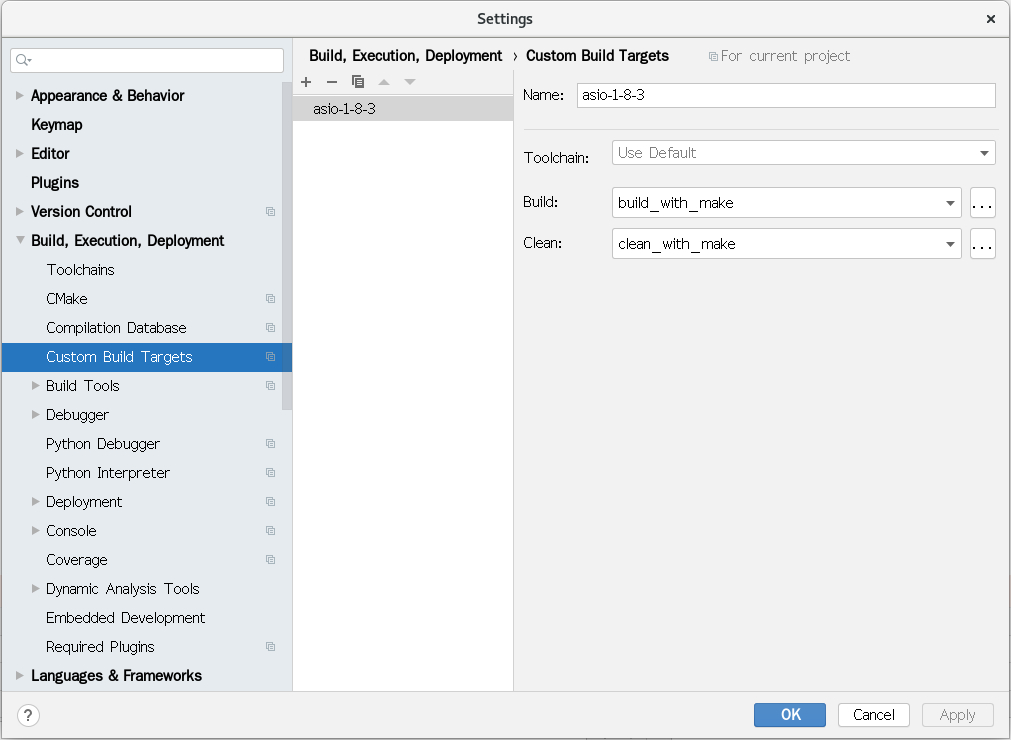 Settings
Appearance & Behavior
Keymap
Editor
Plugins
Version Control
Build, Execution, Deployment
Toolchains
CMake
Compilation Database
Custom Build Targets
Build Tools
Debugger
Python Debugger
Python Interpreter
Deployment
Console
Coverage
Dynamic Analysis Tools
Embedded Development
Required Plugins
Languages & Frameworks
Build, Execution, Deployment › Custom Build Targets For current project
asio-1-8-3
Name: asio-1-8-3
Toolchain: Use Default
Build: build_with_make ...
Clean: clean_with_make ...
? OK Cancel Apply